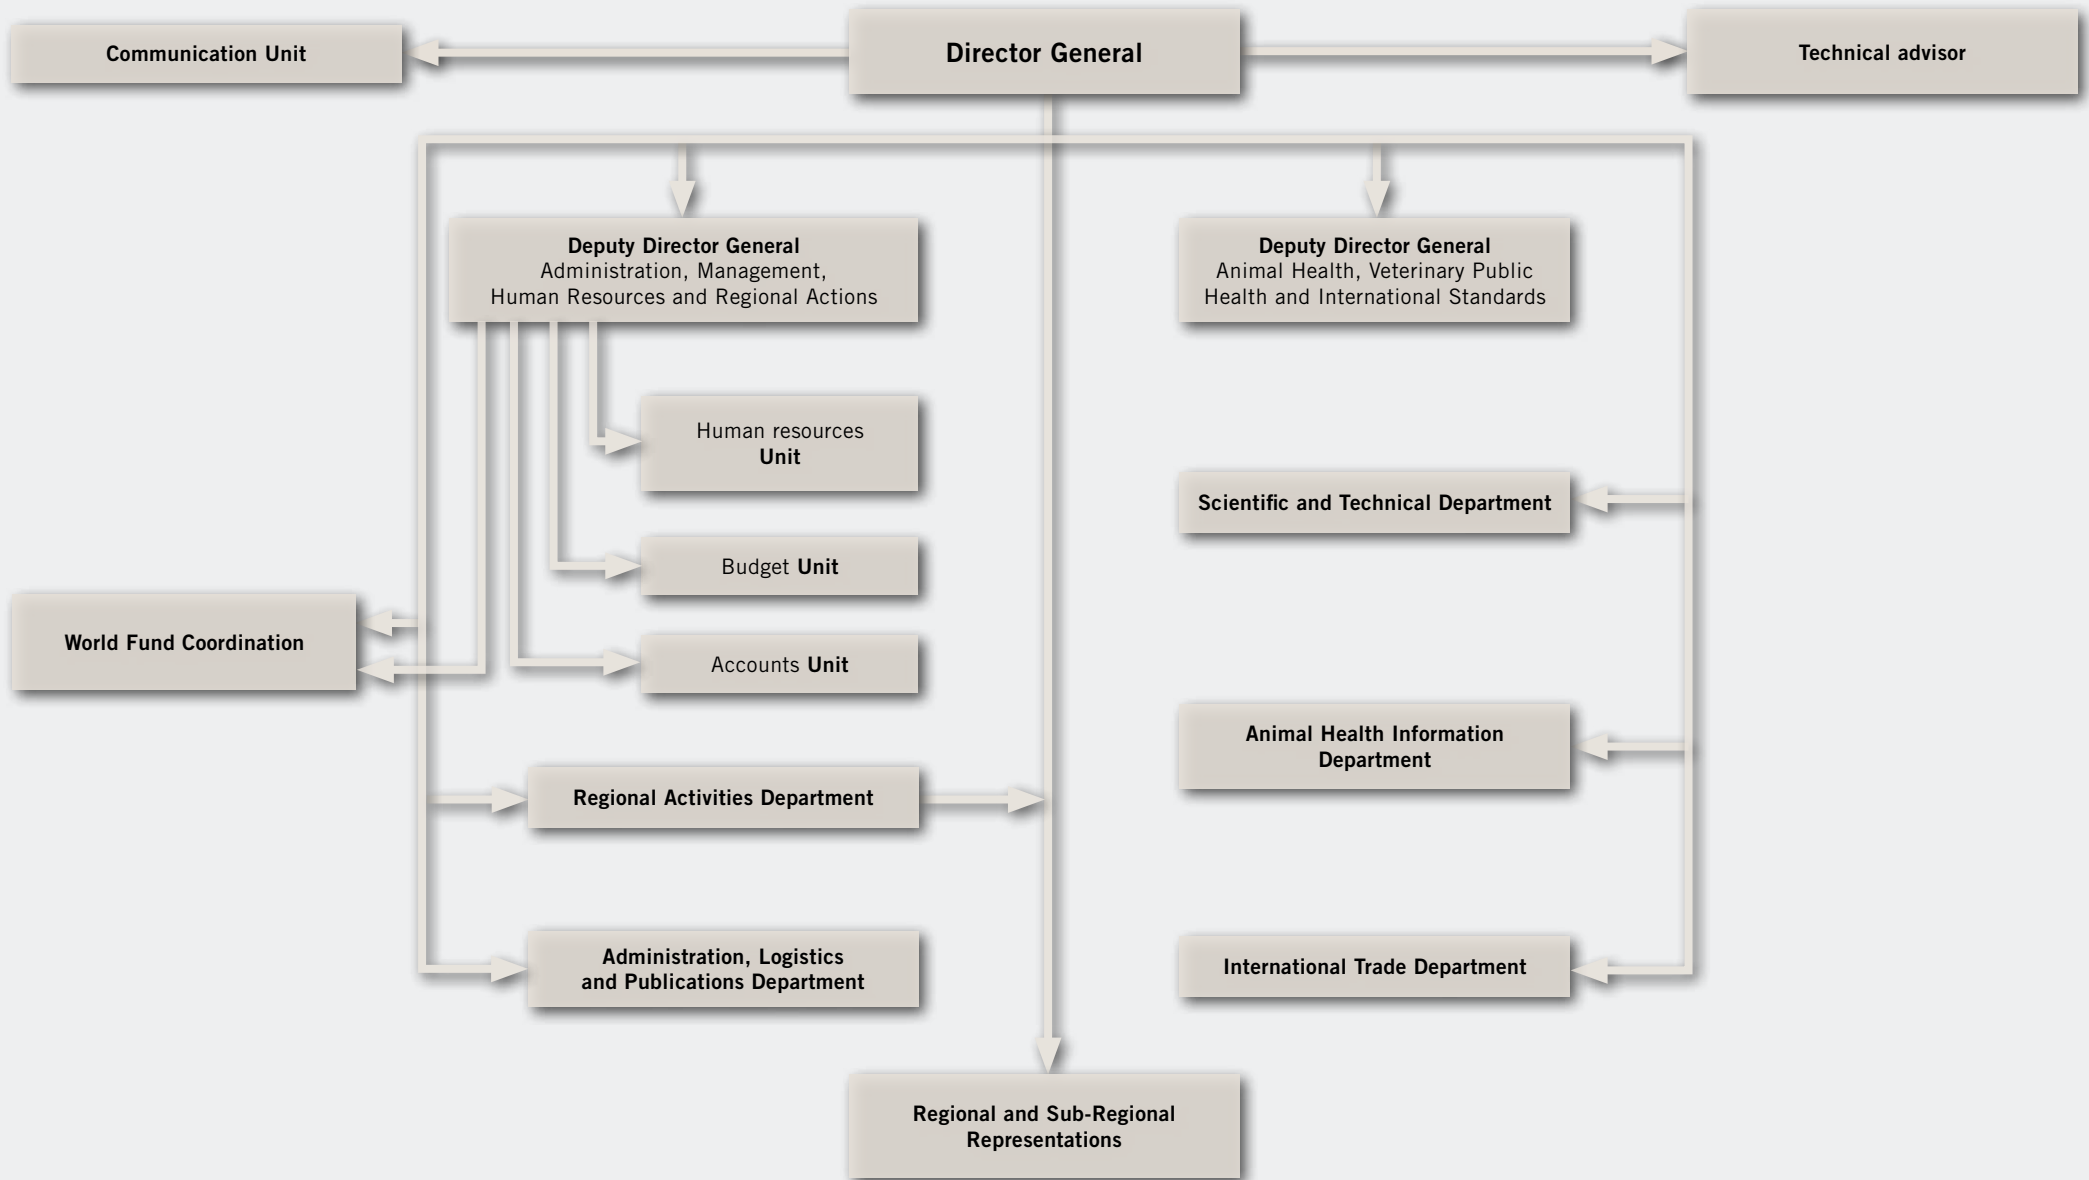 Communication Unit
Director General
Technical advisor
Deputy Director General
Administration, Management,
Human Resources and Regional Actions
Deputy Director General
Animal Health, Veterinary Public
Health and International Standards
Human resources
Unit
Scientific and Technical Department
Budget Unit
World Fund Coordination
Accounts Unit
Animal Health Information
Department
Regional Activities Department
Administration, Logistics
and Publications Department
International Trade Department
Regional and Sub-Regional
Representations